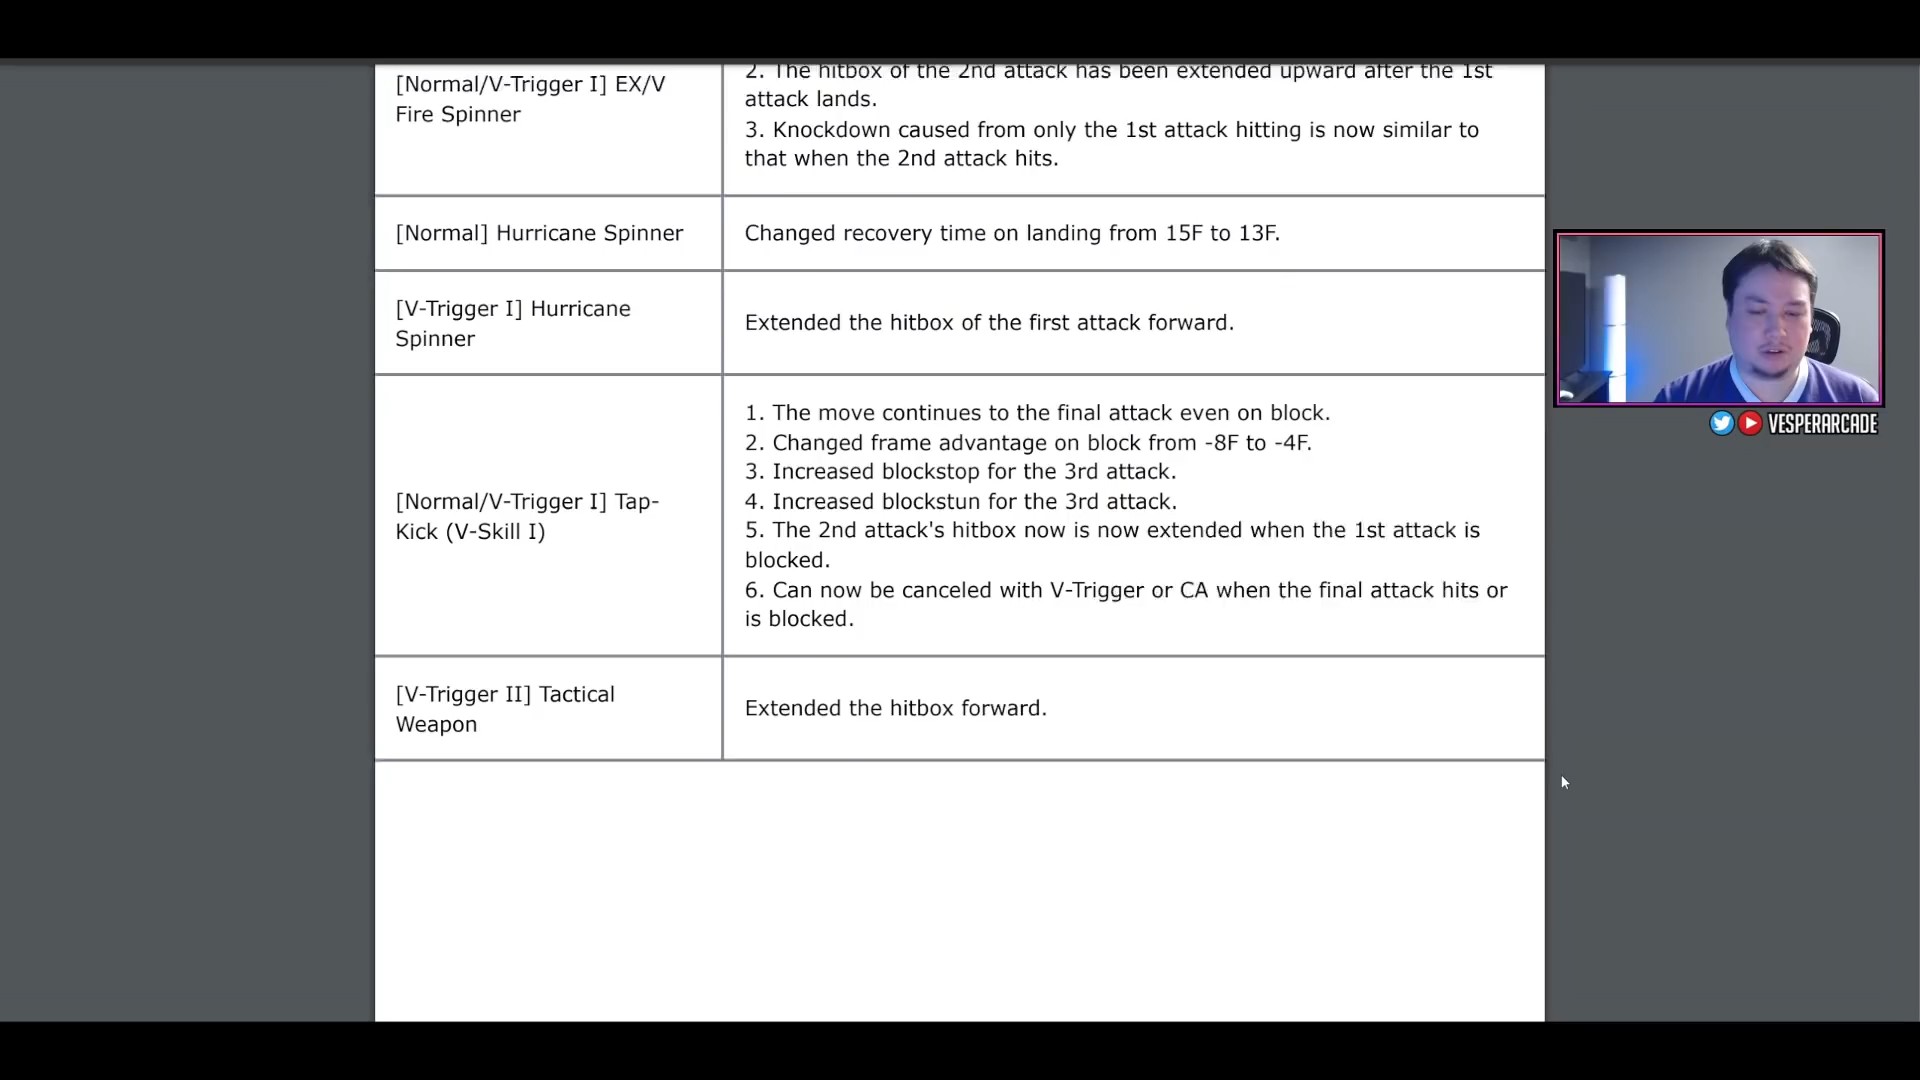 [Normal/V-Trigger I] EX/V
Fire Spinner
2. The hitbox of the 2nd attack has been extended upward after the 1st
attack lands.
3. Knockdown caused from only the 1st attack hitting is now similar to
that when the 2nd attack hits.
[Normal] Hurricane Spinner
Changed recovery time on landing from 15F to 13F.
[V-Trigger I] Hurricane
Spinner
Extended the hitbox of the first attack forward.
[Normal/V-Trigger I] Tap-
Kick (V-Skill I)
1. The move continues to the final attack even on block.
2. Changed frame advantage on block from -8F to -4F.
3. Increased blockstop for the 3rd attack.
4. Increased blockstun for the 3rd attack.
5. The 2nd attack's hitbox now is now extended when the 1st attack is
blocked.
6. Can now be canceled with V-Trigger or CA when the final attack hits or
is blocked.
[V-Trigger II] Tactical
Weapon
Extended the hitbox forward.
VESPERARCADE